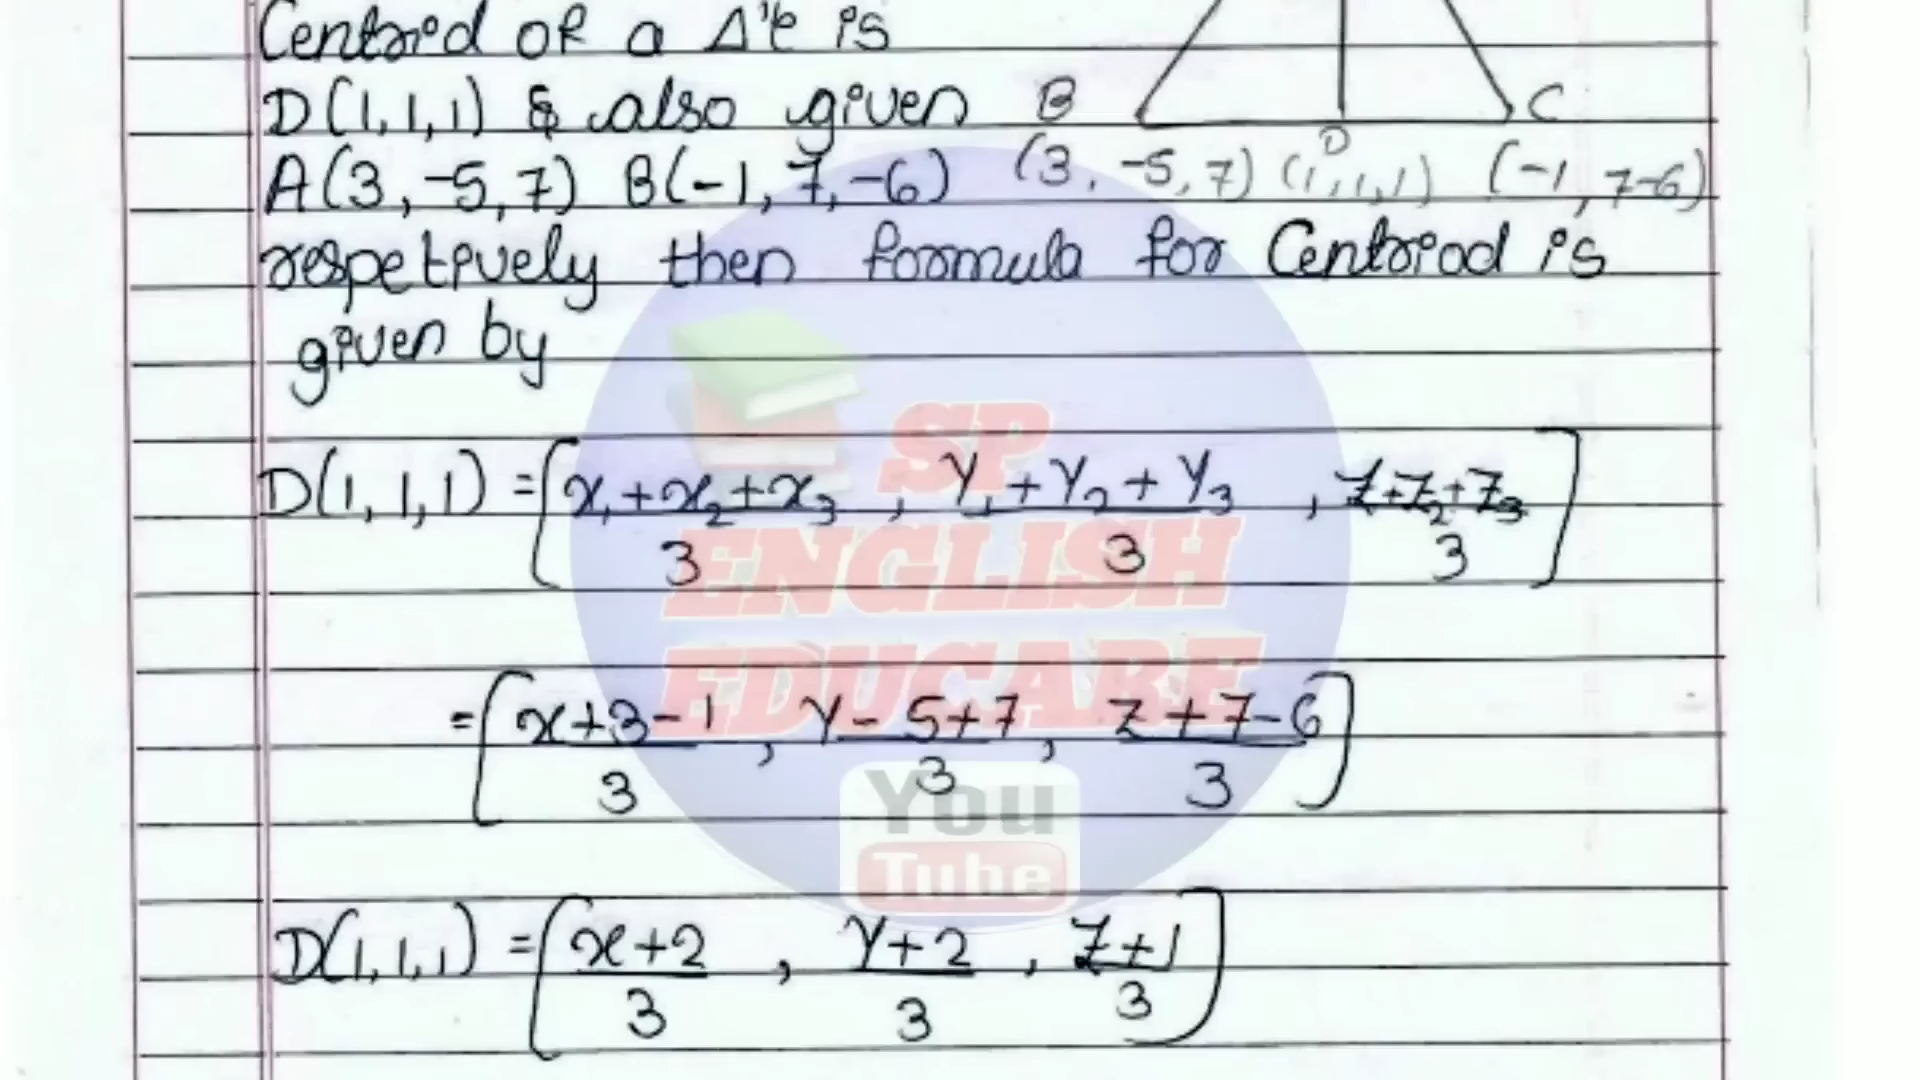 Centroid of a Δle is
D(1,1,1) & also given B C
A(3,-5,7) B(-1,7,-6) (3,-5,7) D (1,1,1) (-1,7-6)
respetively then formula for Centroid is
given by
D(1,1,1) = [x₁+x₂+x₃/3, Y₁+Y₂+Y₃/3, Z+Z₂+Z₃/3]
= [x+3-1/3, Y-5+7/3, Z+7-6/3]
D(1,1,1) = [x+2/3, Y+2/3, Z+1/3]
SP
ENGLISH
EDUCARE
You
Tube